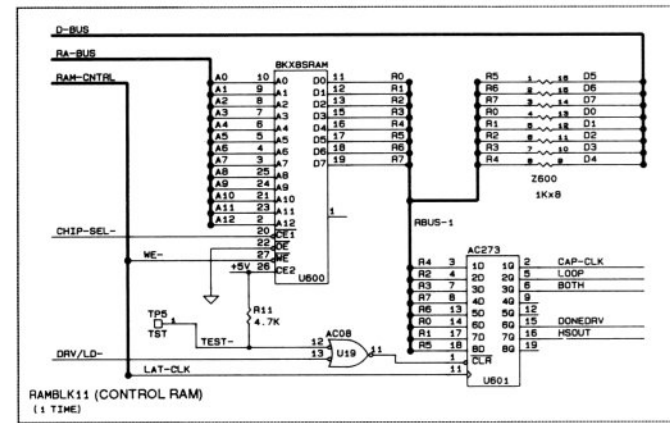 D-BUS
RA-BUS
RAM-CNTRL
8KX8SRAM
A0 10 A0 D0 11 R0
A1 9 A1 D1 12 R1
A2 8 A2 D2 13 R2
A3 7 A3 D3 15 R3
A4 6 A4 D4 16 R4
A5 5 A5 D5 17 R5
A6 4 A6 D6 18 R6
A7 3 A7 D7 19 R7
A8 25 A8
A9 24 A9
A10 21 A10
A11 23 A11
A12 2 A12
1
CHIP-SEL- 20 CE1
22 OE
WE- 27 WE
+5V 26 CE2
U600
R5 1 16 D5
R6 2 15 D6
R7 3 14 D7
R0 4 13 D0
R1 5 12 D1
R2 6 11 D2
R3 7 10 D3
R4 8 9 D4
Z600
1Kx8
RBUS-1
AC273
R4 3 1D 1Q 2 CAP-CLK
R2 4 2D 2Q 5 LOOP
R3 7 3D 3Q 6 BOTH
R7 8 4D 4Q 9
R6 13 5D 5Q 12
R0 14 6D 6Q 15 DONEDRV
R1 17 7D 7Q 16 HSOUT
R5 18 8D 8Q 19
1 CLR
11
U601
R11
4.7K
TP5
TST 1
TEST- 12
AC08
U19 11
DRV/LD- 13
LAT-CLK
RAMBLK11 (CONTROL RAM)
(1 TIME)